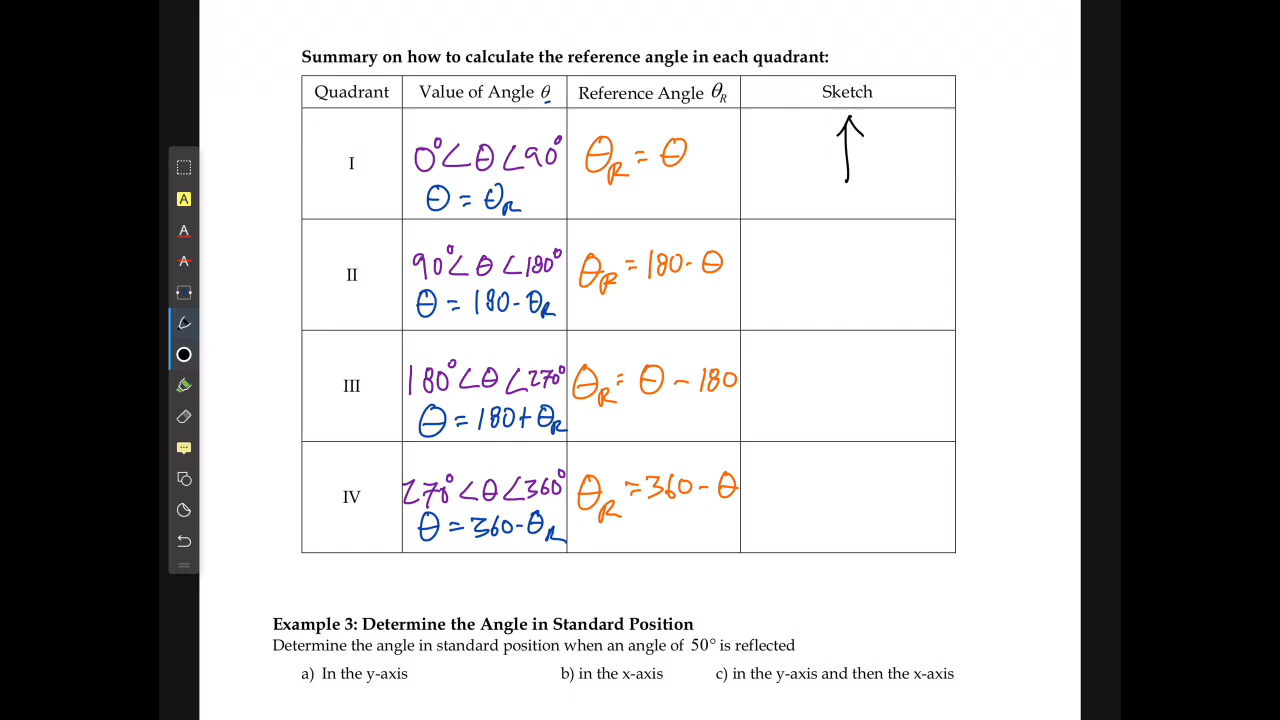 Summary on how to calculate the reference angle in each quadrant:
Quadrant Value of Angle θ Reference Angle θR Sketch
I 0° < θ < 90° θR = θ
θ = θR
II 90° < θ < 180° θR = 180 - θ
θ = 180 - θR
III 180° < θ < 270° θR = θ - 180
θ = 180 + θR
IV 270° < θ < 360° θR = 360 - θ
θ = 360 - θR
Example 3: Determine the Angle in Standard Position
Determine the angle in standard position when an angle of 50° is reflected
a) In the y-axis b) in the x-axis c) in the y-axis and then the x-axis
A
A
A